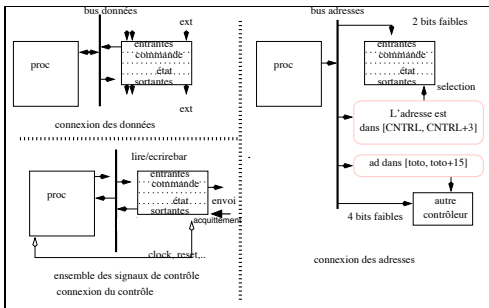 bus données
ext
proc
entrantes
commande
état
sortantes
ext
connexion des données
lire/ecrirebar
proc
entrantes
commande
état
sortantes
envoi
acquittement
clock, reset,..
ensemble des signaux de contrôle
connexion du contrôle
bus adresses
2 bits faibles
proc
entrantes
commande
état
sortantes
selection
L'adresse est
dans [CNTRL, CNTRL+3]
ad dans [toto, toto+15]
4 bits faibles
autre
contrôleur
connexion des adresses